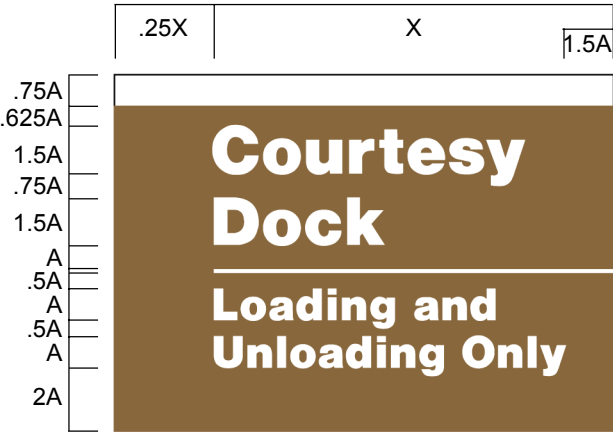 .25X X
1.5A
.75A
.625A
1.5A
.75A
1.5A
A
.5A
A
.5A
A
2A
Courtesy
Dock
Loading and
Unloading Only